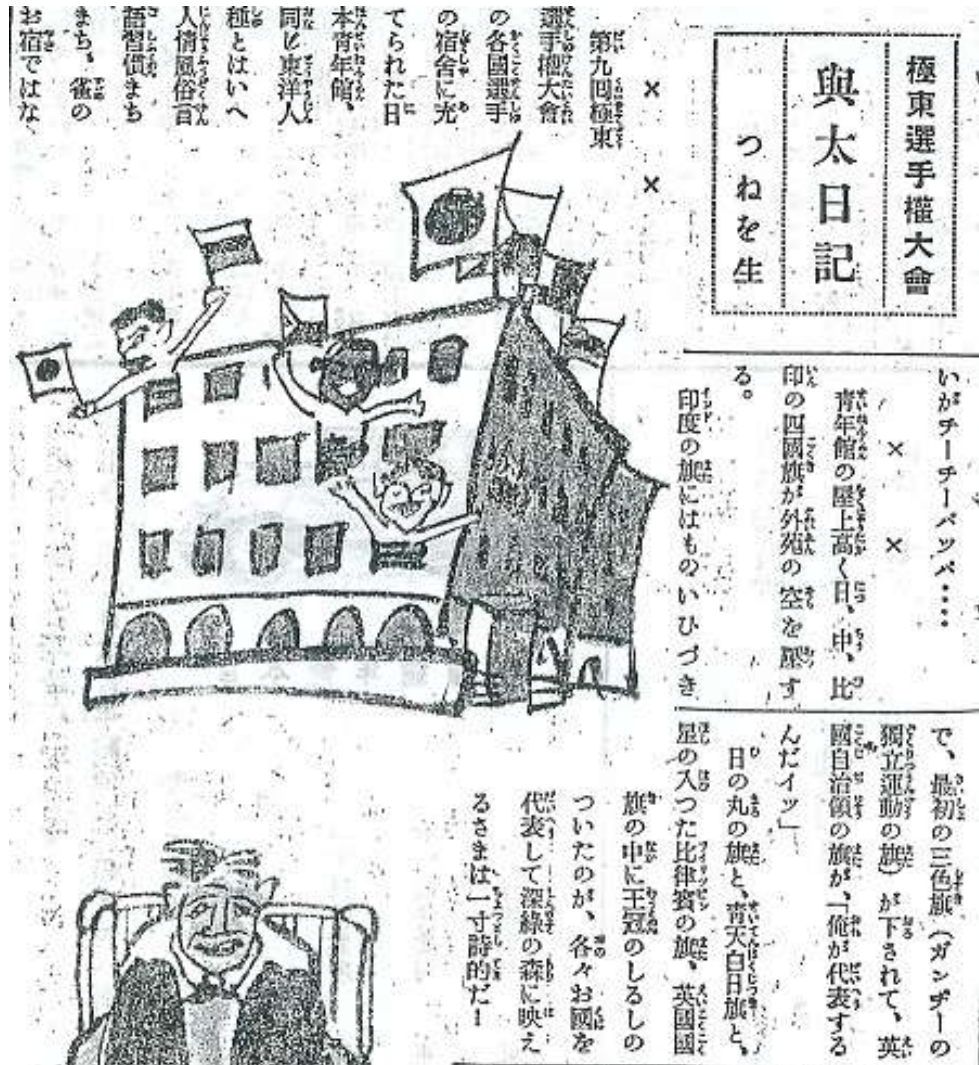 極東選手權大會
與太日記
つねを生
× ×
第九回極東
選手權大會
の各國選手
の宿舍に充
てられた日
本青年館、
同じ東洋人
種とはいへ
人情風俗言
語習慣まち
まち、雀の
お宿ではな
いがチーチーパッパ‥‥
× ×
青年館の屋上高く日、中、比
印の四國旗が外苑の空を壓す
る。
印度の旗にはものいひづき
で、最初の三色旗（ガンヂーの
獨立運動の旗）が下されて、英
國自治領の旗が、「俺が代表する
んだイッ」
日の丸の旗と、靑天白日旗と、
星の入つた比律賓の旗、英國國
旗の中に王冠のしるしの
ついたのが、各々お國を
代表して深綠の森に映え
るさまは一寸詩的だ！